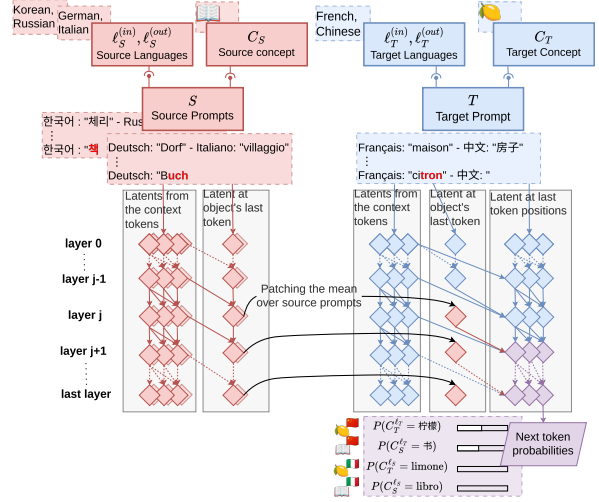 Korean,
Russian
German,
Italian
ℓ_S^(in), ℓ_S^(out)
Source Languages
C_S
Source concept
French,
Chinese
ℓ_T^(in), ℓ_T^(out)
Target Languages
C_T
Target Concept
S
Source Prompts
T
Target Prompt
한국어 : "체리" - Rus
⋮
한국어 : "책
Deutsch: "Dorf" - Italiano: "villaggio"
⋮
Deutsch: "Buch
Français: "maison" - 中文: "房子"
⋮
Français: "citron" - 中文: "
Latents from
the context
tokens
Latent at
object's last
token
Latents from
the context
tokens
Latent at
object's
last token
Latent at last
token positions
layer 0
layer j-1
layer j
layer j+1
last layer
Patching the mean
over source prompts
P(C_T^ℓ_T = 柠檬)
P(C_S^ℓ_T = 书)
P(C_T^ℓ_S = limone)
P(C_S^ℓ_S = libro)
Next token
probabilities